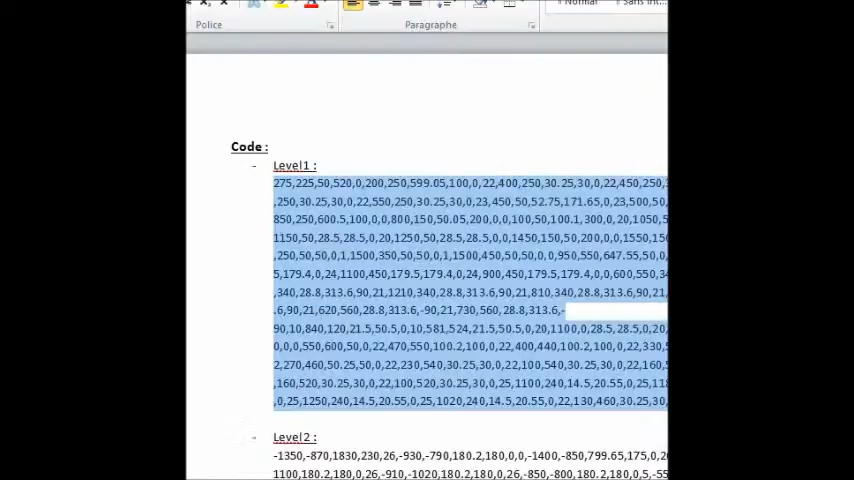 Police
Paragraphe
Normal
Code :
- Level1 :
275,225,50,520,0,200,250,599.05,100,0,22,400,250,30.25,30,0,22,450,250,
,250,30.25,30,0,22,550,250,30.25,30,0,23,450,50,52.75,171.65,0,23,500,50,
850,250,600.5,100,0,0,800,150,50.05,200,0,0,100,50,100.1,300,0,20,1050,5
1150,50,28.5,28.5,0,20,1250,50,28.5,28.5,0,0,1450,150,50,200,0,0,1550,15
,250,50,50,0,1,1500,350,50,50,0,1,1500,450,50,50,0,0,950,550,647.55,50,0,
5,179.4,0,24,1100,450,179.5,179.4,0,24,900,450,179.5,179.4,0,0,600,550,34
,340,28.8,313.6,90,21,1210,340,28.8,313.6,90,21,810,340,28.8,313.6,90,21,
.6,90,21,620,560,28.8,313.6,-90,21,730,560,28.8,313.6,-
90,10,840,120,21.5,50.5,0,10,581,524,21.5,50.5,0,20,1100,0,28.5,28.5,0,20,
0,0,0,550,600,50,0,22,470,550,100.2,100,0,22,400,440,100.2,100,0,22,330,5
2,270,460,50.25,50,0,22,230,540,30.25,30,0,22,100,540,30.25,30,0,22,160,5
,160,520,30.25,30,0,22,100,520,30.25,30,0,25,1100,240,14.5,20.55,0,25,118
,0,25,1250,240,14.5,20.55,0,25,1020,240,14.5,20.55,0,22,130,460,30.25,30,
- Level2 :
-1350,-870,1830,230,26,-930,-790,180.2,180,0,0,-1400,-850,799.65,175,0,26
1100,180.2,180,0,26,-910,-1020,180.2,180,0,26,-850,-800,180.2,180,0,5,-55